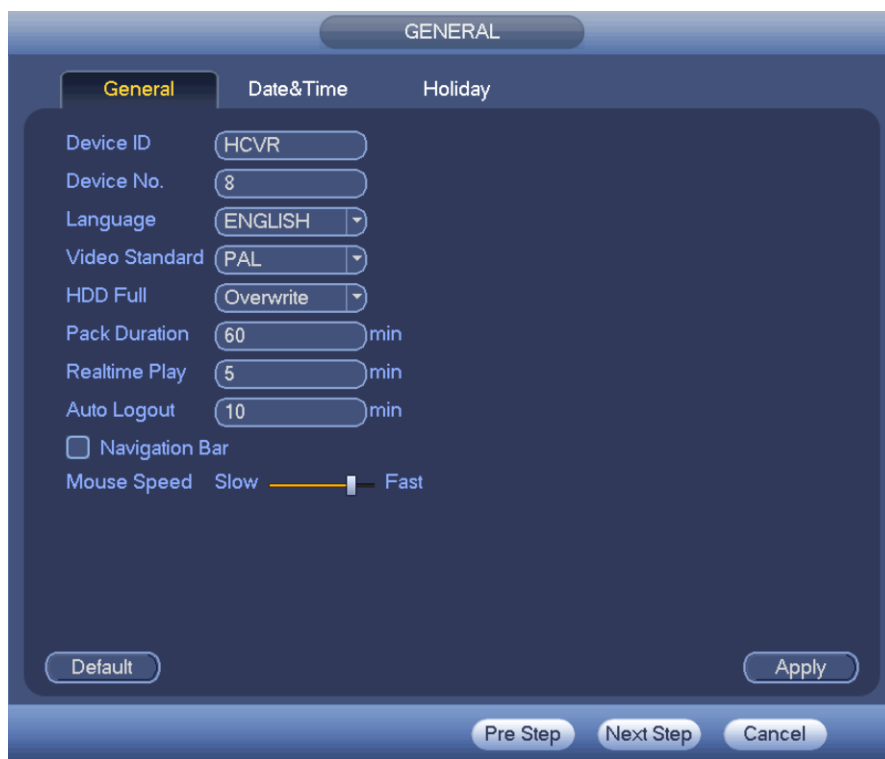 GENERAL
General Date&Time Holiday
Device ID HCVR
Device No. 8
Language ENGLISH
Video Standard PAL
HDD Full Overwrite
Pack Duration 60 min
Realtime Play 5 min
Auto Logout 10 min
Navigation Bar
Mouse Speed Slow Fast
Default Apply
Pre Step Next Step Cancel